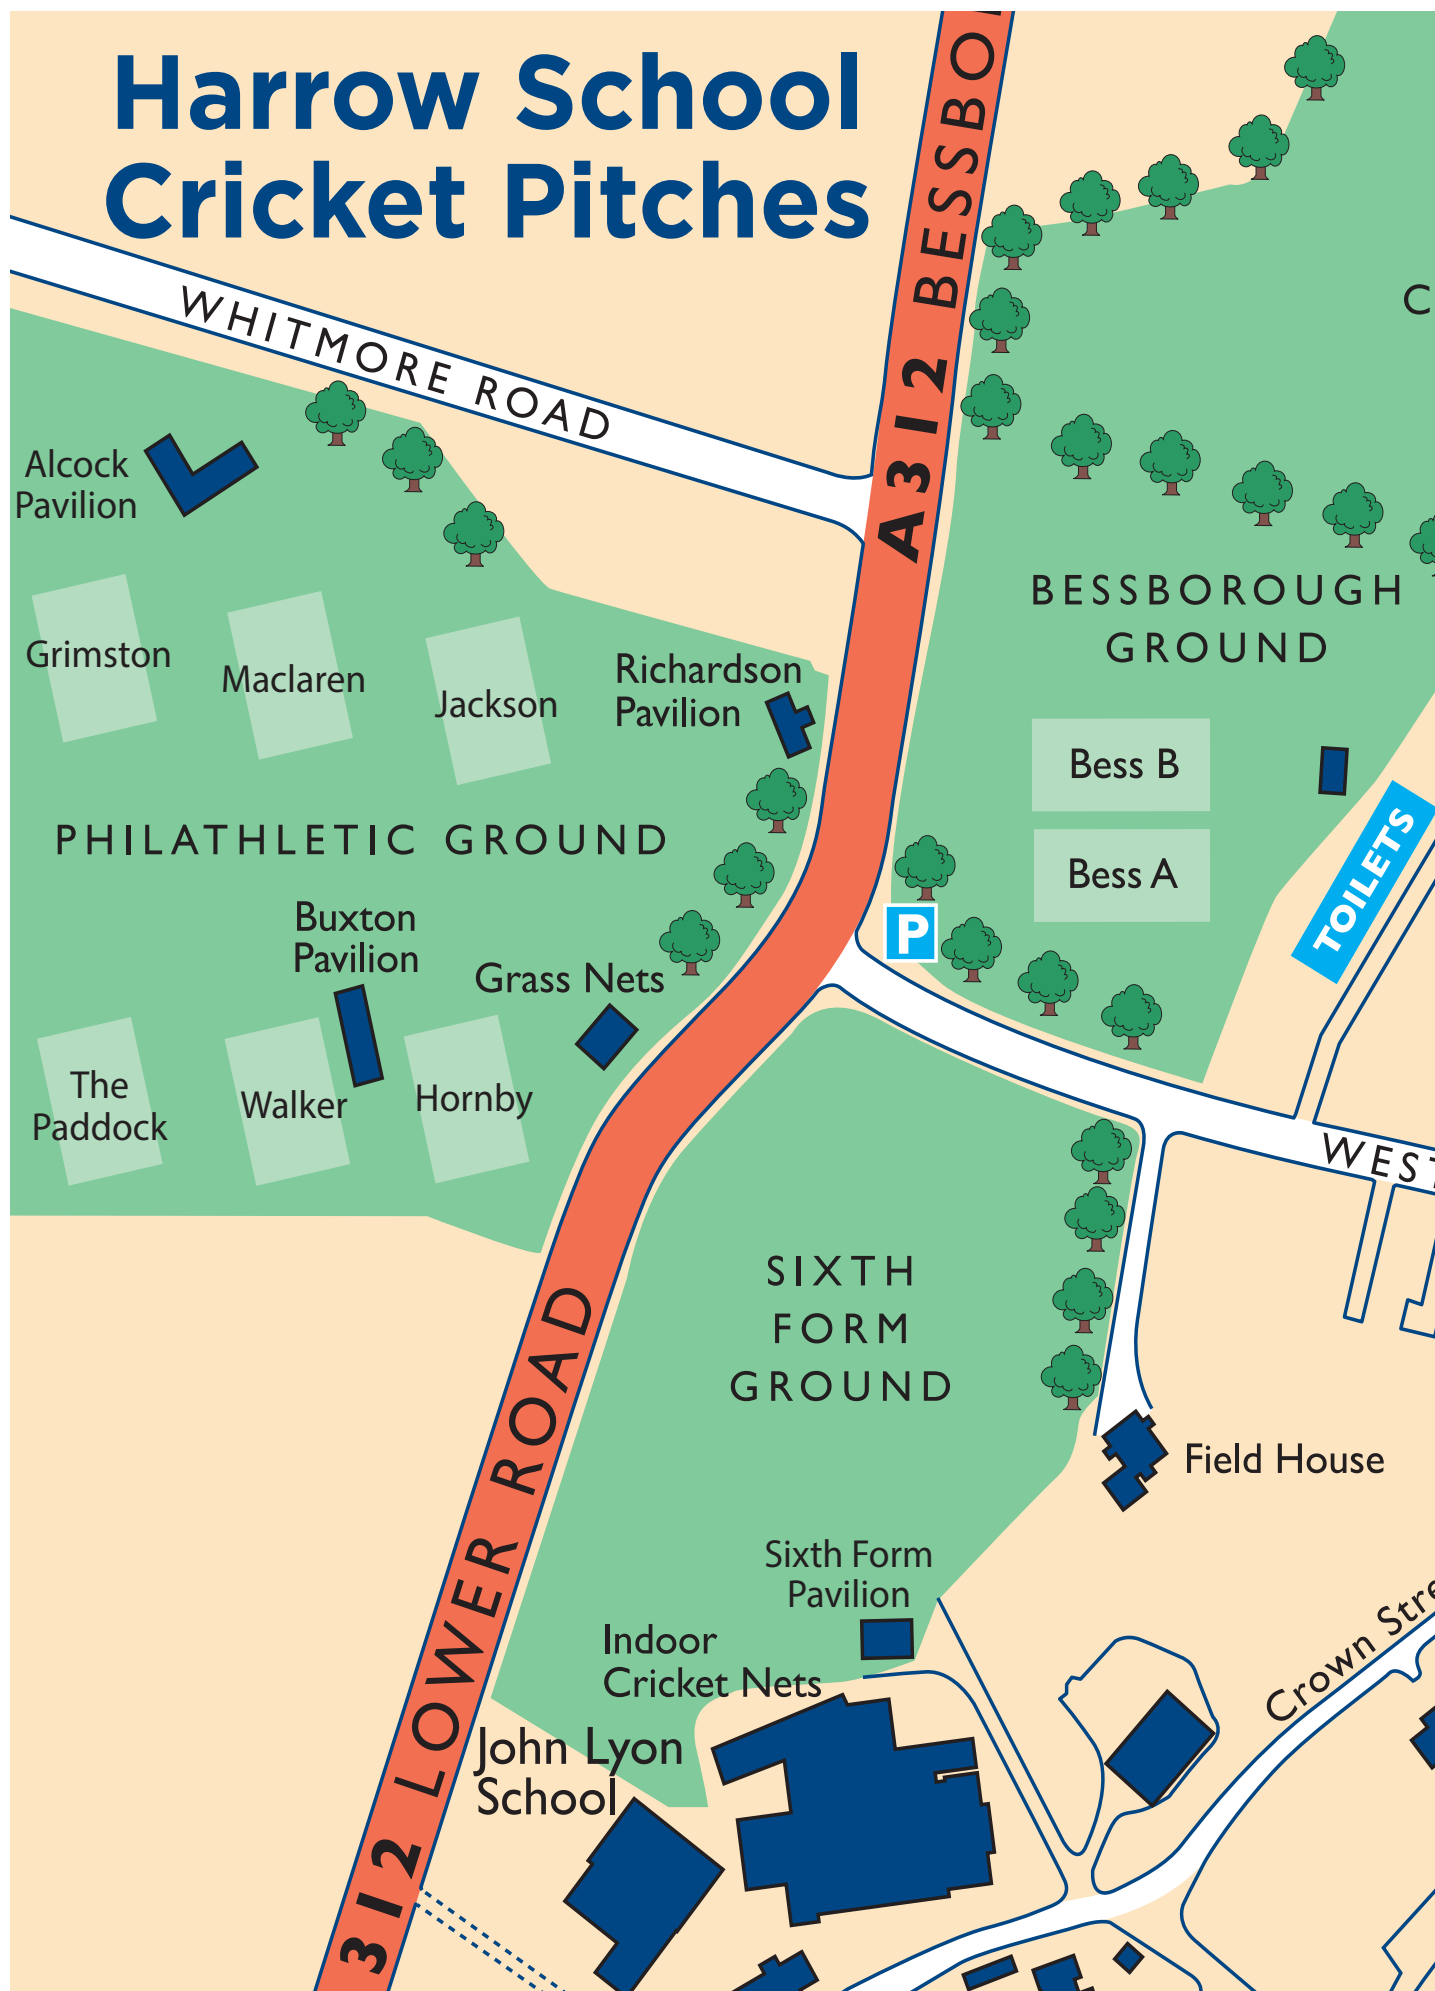 Harrow School
Cricket Pitches
A312 BESSBO
WHITMORE ROAD
C
Alcock
Pavilion
BESSBOROUGH
GROUND
Grimston
Maclaren
Jackson
Richardson
Pavilion
Bess B
Bess A
TOILETS
PHILATHLETIC GROUND
Buxton
Pavilion
Grass Nets
P
The
Paddock
Walker
Hornby
WEST
SIXTH
FORM
GROUND
Field House
Sixth Form
Pavilion
Indoor
Cricket Nets
Crown Stre
John Lyon
School
312 LOWER ROAD